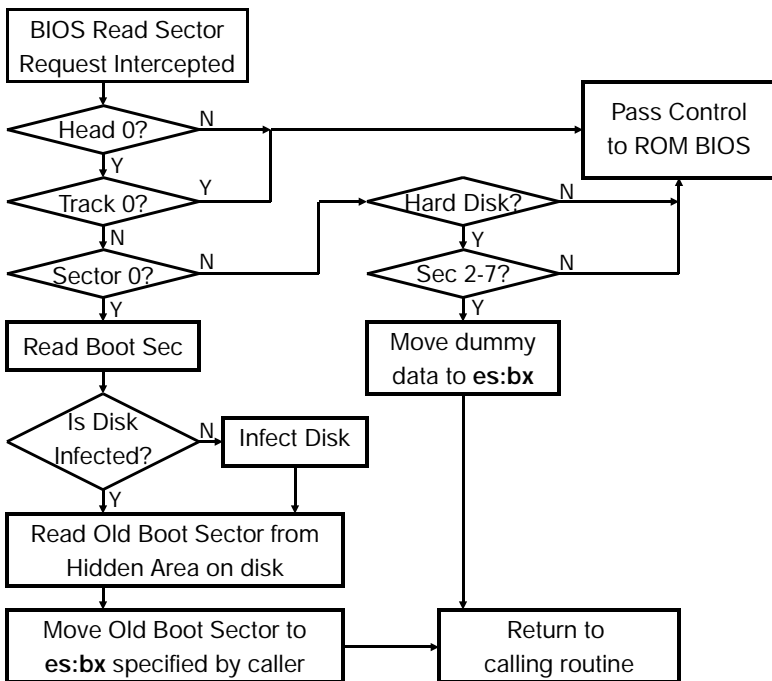 BIOS Read Sector
Request Intercepted
Head 0?
N
Y
Pass Control
to ROM BIOS
Track 0?
Y
N
Hard Disk?
N
Y
Sector 0?
N
Y
Sec 2-7?
N
Y
Read Boot Sec
Move dummy
data to es:bx
Is Disk
Infected?
N
Y
Infect Disk
Read Old Boot Sector from
Hidden Area on disk
Move Old Boot Sector to
es:bx specified by caller
Return to
calling routine